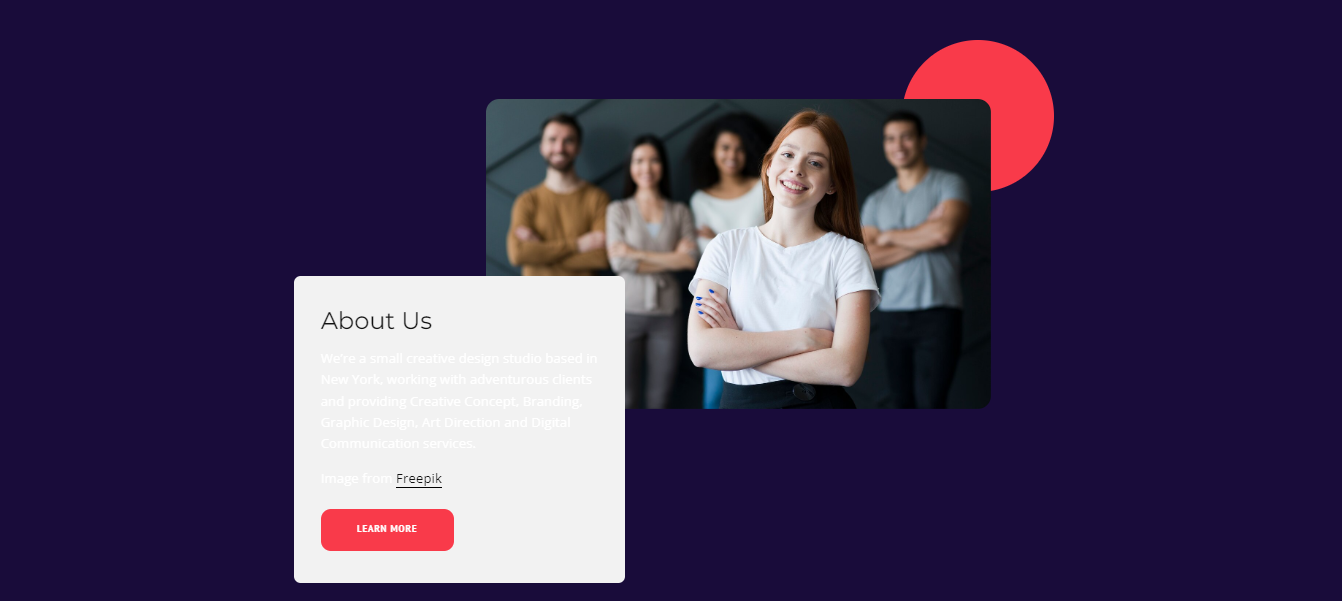 About Us
We're a small creative design studio based in
New York, working with adventurous clients
and providing Creative Concept, Branding,
Graphic Design, Art Direction and Digital
Communication services.
Image from Freepik
LEARN MORE